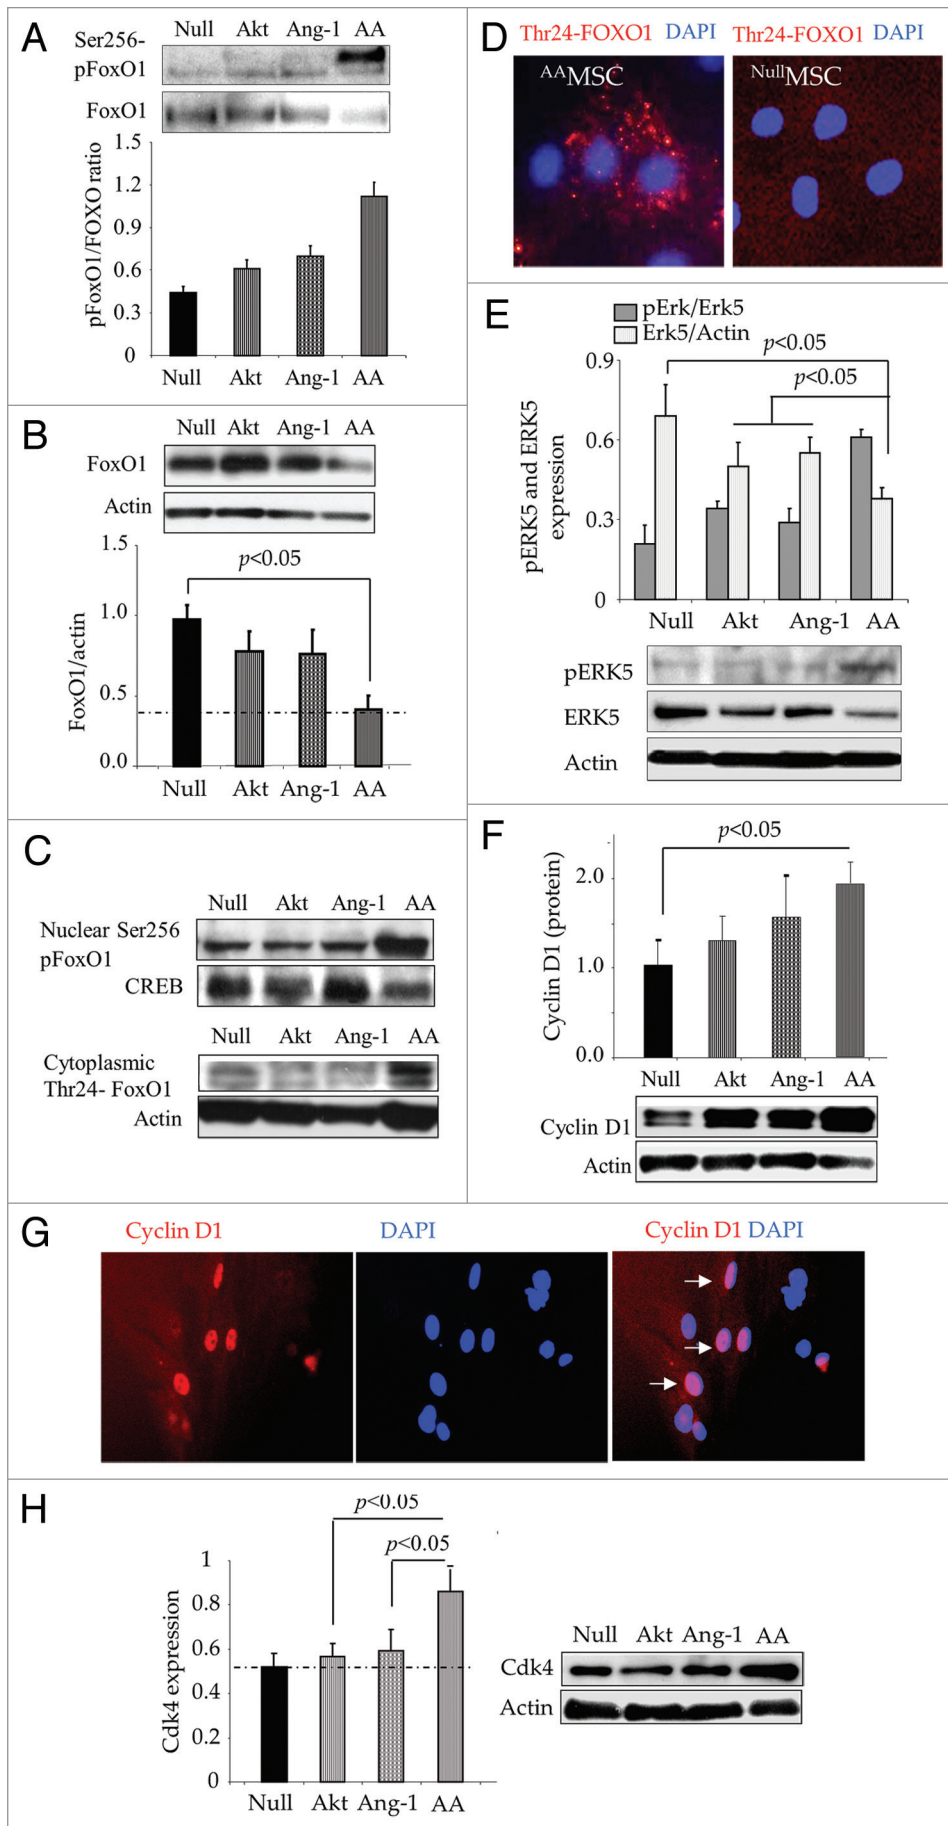 A
Null Akt Ang-1 AA
Ser256-
pFoxO1
FoxO1
pFoxO1/FOXO ratio
1.5
1.2
0.9
0.6
0.3
0
Null Akt Ang-1 AA
B
Null Akt Ang-1 AA
FoxO1
Actin
p<0.05
FoxO1/actin
1.5
1.0
0.5
0.0
Null Akt Ang-1 AA
C
Null Akt Ang-1 AA
Nuclear Ser256
pFoxO1
CREB
Null Akt Ang-1 AA
Cytoplasmic
Thr24- FoxO1
Actin
D
Thr24-FOXO1 DAPI
Thr24-FOXO1 DAPI
AAMSC
NullMSC
E
pErk/Erk5
Erk5/Actin
p<0.05
p<0.05
pERK5 and ERK5
expression
0.9
0.6
0.3
0
Null Akt Ang-1 AA
pERK5
ERK5
Actin
F
p<0.05
Cyclin D1 (protein)
2.0
1.0
0.0
Null Akt Ang-1 AA
Cyclin D1
Actin
G
Cyclin D1
DAPI
Cyclin D1 DAPI
H
p<0.05
p<0.05
Cdk4 expression
1
0.8
0.6
0.4
0.2
0
Null Akt Ang-1 AA
Null Akt Ang-1 AA
Cdk4
Actin